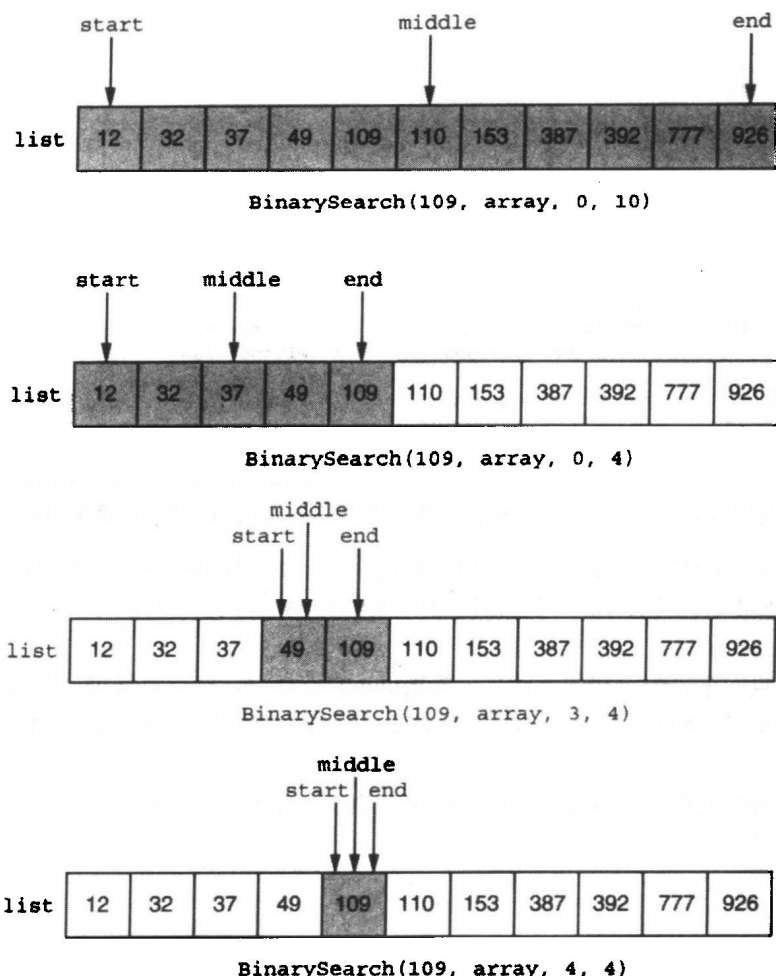 start middle end
list 12 32 37 49 109 110 153 387 392 777 926
BinarySearch(109, array, 0, 10)
start middle end
list 12 32 37 49 109 110 153 387 392 777 926
BinarySearch(109, array, 0, 4)
middle
start end
list 12 32 37 49 109 110 153 387 392 777 926
BinarySearch(109, array, 3, 4)
middle
start end
list 12 32 37 49 109 110 153 387 392 777 926
BinarySearch(109, array, 4, 4)